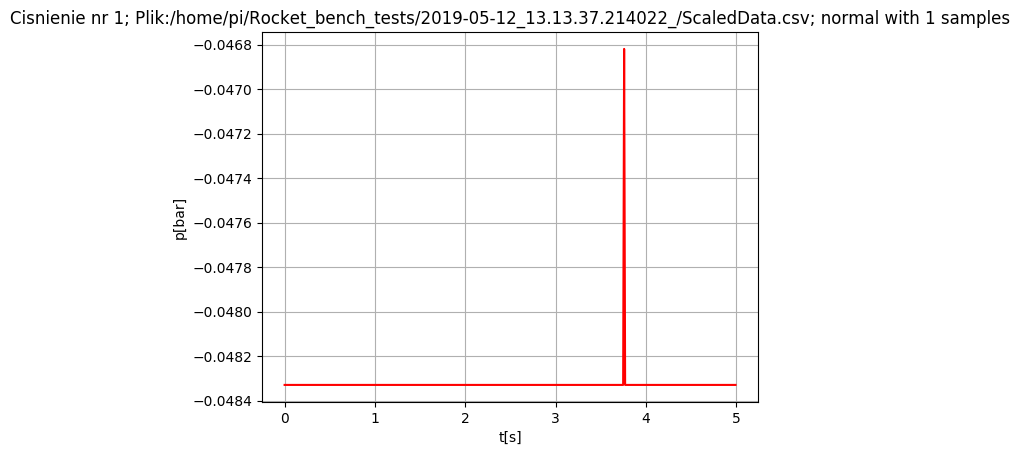 Cisnienie nr 1; Plik:/home/pi/Rocket_bench_tests/2019-05-12_13.13.37.214022_/ScaledData.csv; normal with 1 samples
−0.0468
−0.0470
−0.0472
−0.0474
−0.0476
−0.0478
−0.0480
−0.0482
−0.0484
p[bar]
0 1 2 3 4 5
t[s]